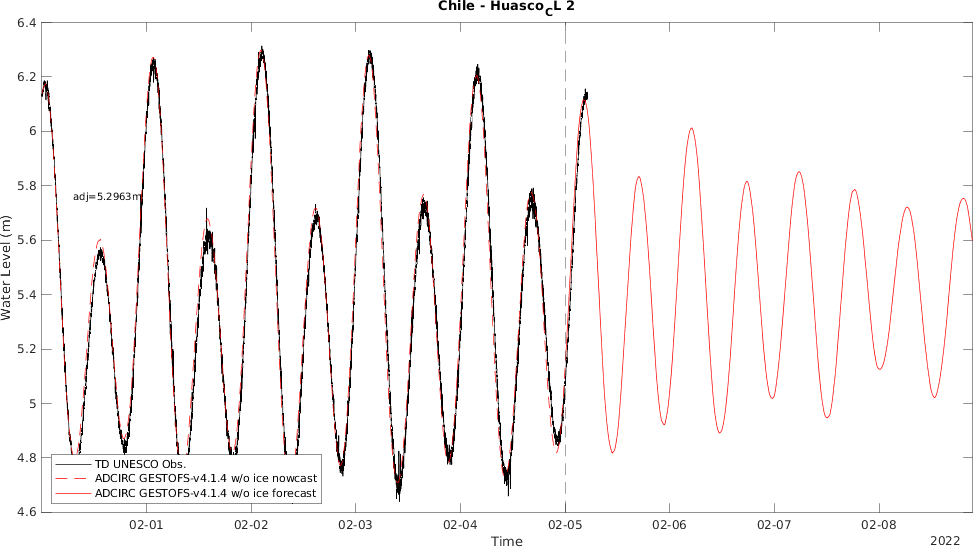 Chile - Huasco_CL 2
6.4
6.2
6
5.8
5.6
5.4
5.2
5
4.8
4.6
Water Level (m)
adj=5.2963m
TD UNESCO Obs.
ADCIRC GESTOFS-v4.1.4 w/o ice nowcast
ADCIRC GESTOFS-v4.1.4 w/o ice forecast
02-01 02-02 02-03 02-04 02-05 02-06 02-07 02-08
Time
2022